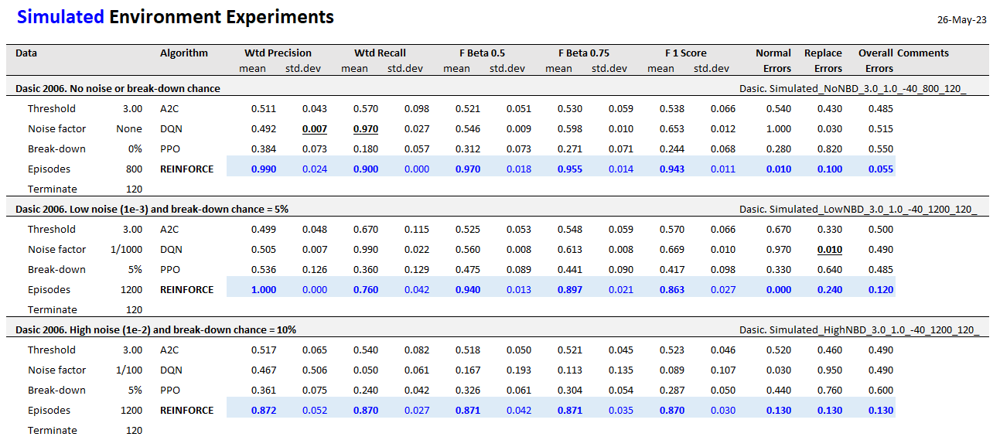 Simulated Environment Experiments
26-May-23
Data Algorithm Wtd Precision Wtd Recall F Beta 0.5 F Beta 0.75 F 1 Score Normal Replace Overall Comments
mean std.dev mean std.dev mean std.dev mean std.dev mean std.dev Errors Errors Errors
Dasic 2006. No noise or break-down chance Dasic. Simulated_NoNBD_3.0_1.0_-40_800_120_
Threshold 3.00 A2C 0.511 0.043 0.570 0.098 0.521 0.051 0.530 0.059 0.538 0.066 0.540 0.430 0.485
Noise factor None DQN 0.492 0.007 0.970 0.027 0.546 0.009 0.598 0.010 0.653 0.012 1.000 0.030 0.515
Break-down 0% PPO 0.384 0.073 0.180 0.057 0.312 0.073 0.271 0.071 0.244 0.068 0.280 0.820 0.550
Episodes 800 REINFORCE 0.990 0.024 0.900 0.000 0.970 0.018 0.955 0.014 0.943 0.011 0.010 0.100 0.055
Terminate 120
Dasic 2006. Low noise (1e-3) and break-down chance = 5% Dasic. Simulated_LowNBD_3.0_1.0_-40_1200_120_
Threshold 3.00 A2C 0.499 0.048 0.670 0.115 0.525 0.053 0.548 0.059 0.570 0.066 0.670 0.330 0.500
Noise factor 1/1000 DQN 0.505 0.007 0.990 0.022 0.560 0.008 0.613 0.008 0.669 0.010 0.970 0.010 0.490
Break-down 5% PPO 0.536 0.126 0.360 0.129 0.475 0.089 0.441 0.090 0.417 0.098 0.330 0.640 0.485
Episodes 1200 REINFORCE 1.000 0.000 0.760 0.042 0.940 0.013 0.897 0.021 0.863 0.027 0.000 0.240 0.120
Terminate 120
Dasic 2006. High noise (1e-2) and break-down chance = 10% Dasic. Simulated_HighNBD_3.0_1.0_-40_1200_120_
Threshold 3.00 A2C 0.517 0.065 0.540 0.082 0.518 0.050 0.521 0.045 0.523 0.046 0.520 0.460 0.490
Noise factor 1/100 DQN 0.467 0.506 0.050 0.061 0.167 0.193 0.113 0.135 0.089 0.107 0.030 0.950 0.490
Break-down 5% PPO 0.361 0.075 0.240 0.042 0.326 0.061 0.304 0.054 0.287 0.050 0.440 0.760 0.600
Episodes 1200 REINFORCE 0.872 0.052 0.870 0.027 0.871 0.042 0.871 0.035 0.870 0.030 0.130 0.130 0.130
Terminate 120